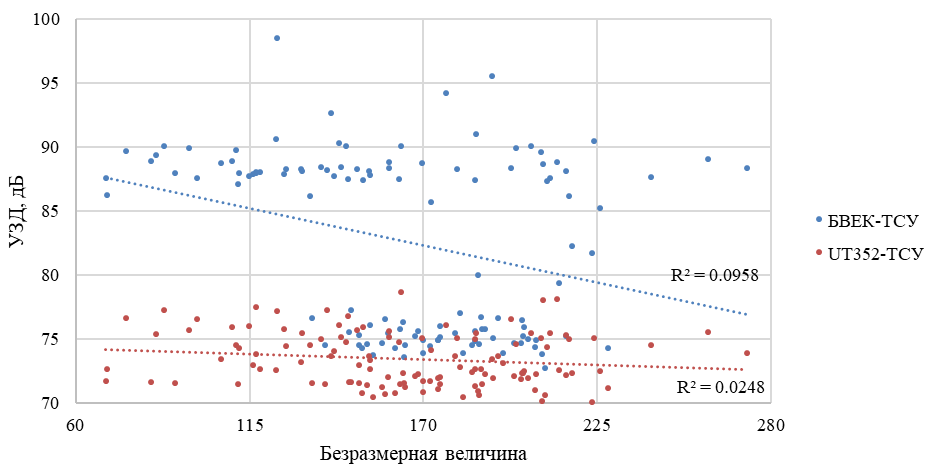 100
95
90
85
80
75
70
УЗД, дБ
60
115
170
225
280
Безразмерная величина
R² = 0.0958
R² = 0.0248
БВЕК-ТСУ
UT352-ТСУ